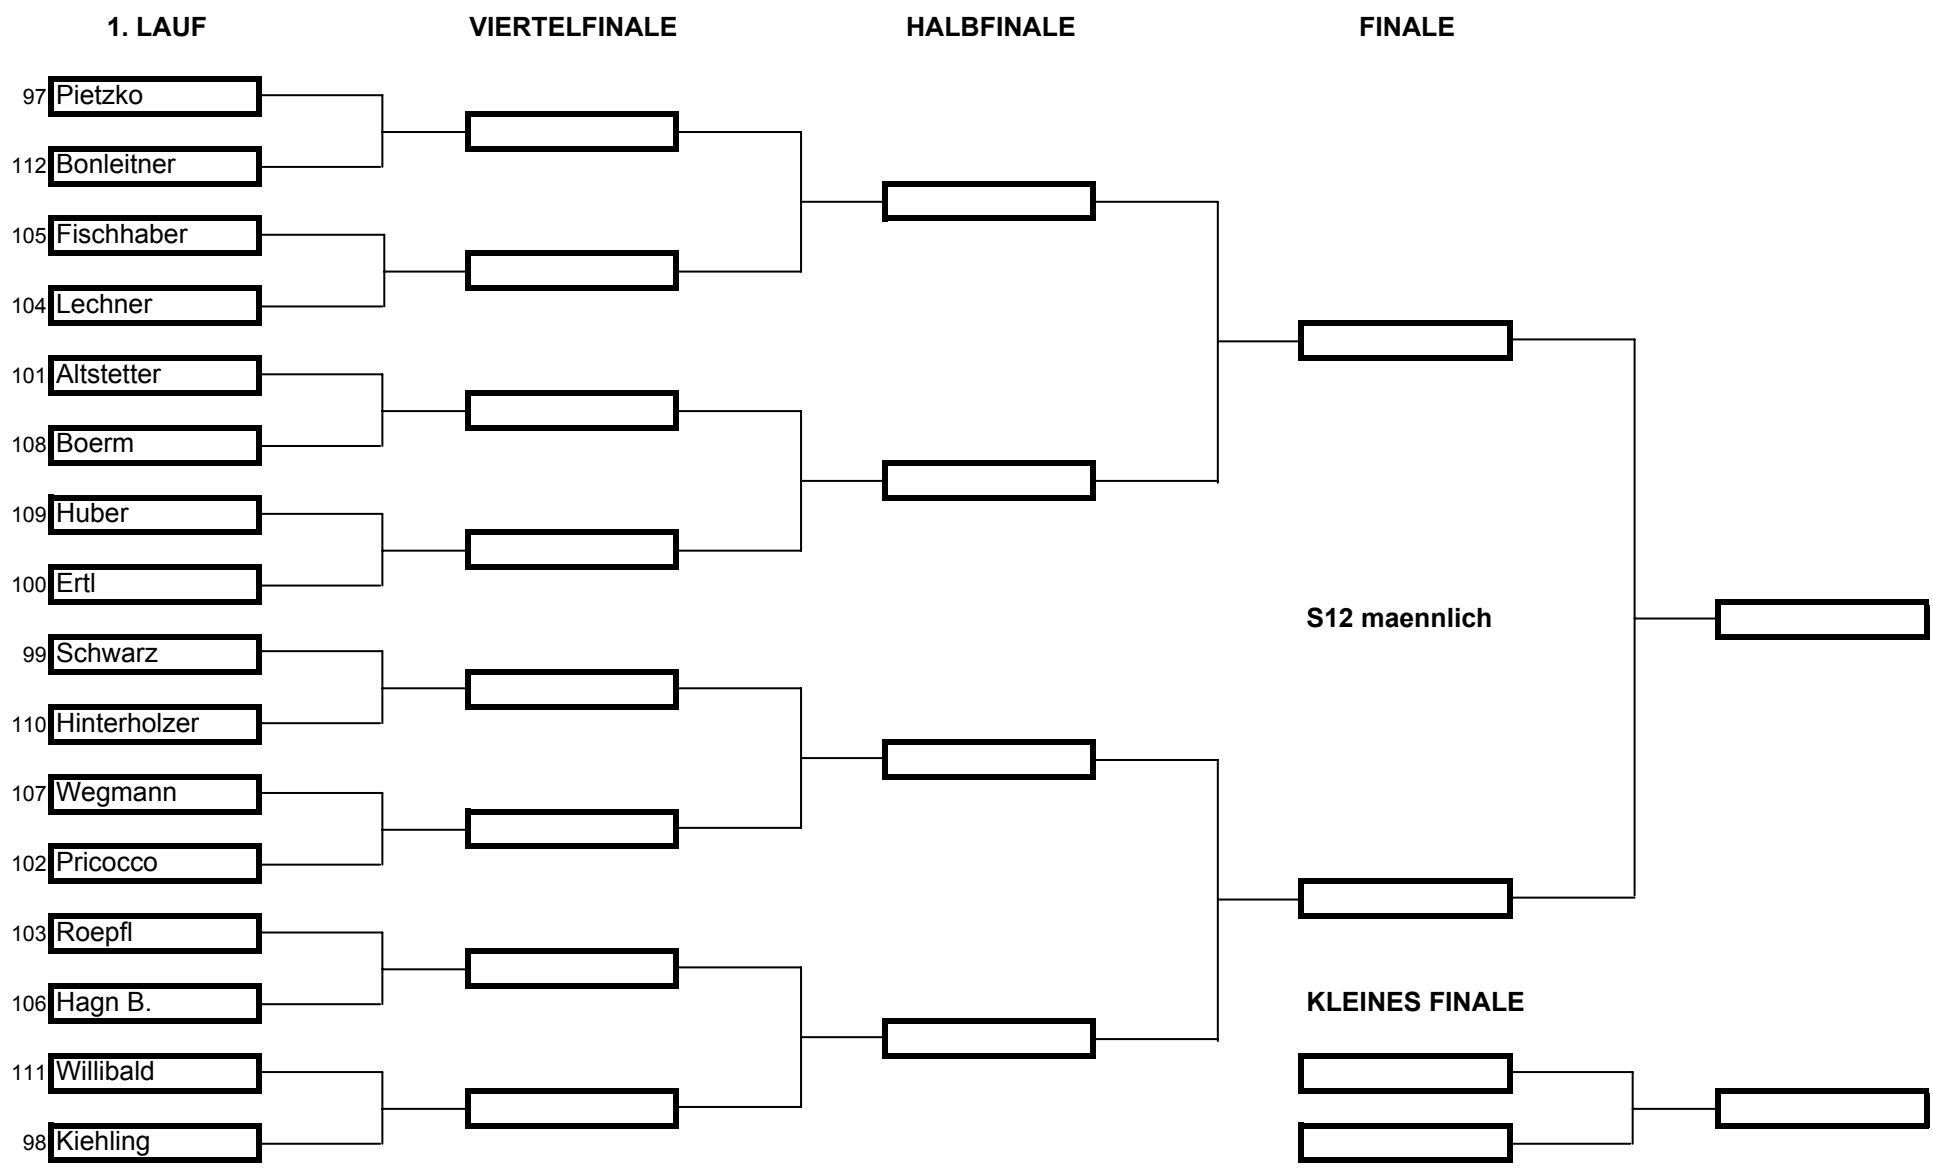 1. LAUF VIERTELFINALE HALBFINALE FINALE
97 Pietzko
112 Bonleitner
105 Fischhaber
104 Lechner
101 Altstetter
108 Boerm
109 Huber
100 Ertl
S12 maennlich
99 Schwarz
110 Hinterholzer
107 Wegmann
102 Pricocco
103 Roepfl
106 Hagn B.
KLEINES FINALE
111 Willibald
98 Kiehling